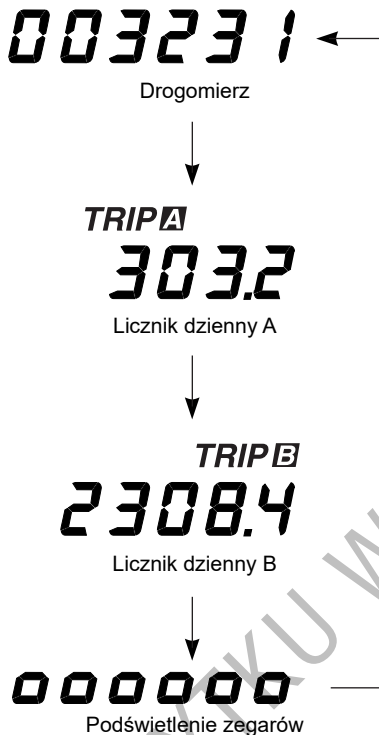 003231
Drogomierz
TRIP A
303.2
Licznik dzienny A
TRIP B
2308.4
Licznik dzienny B
oooooo
Podświetlenie zegarów